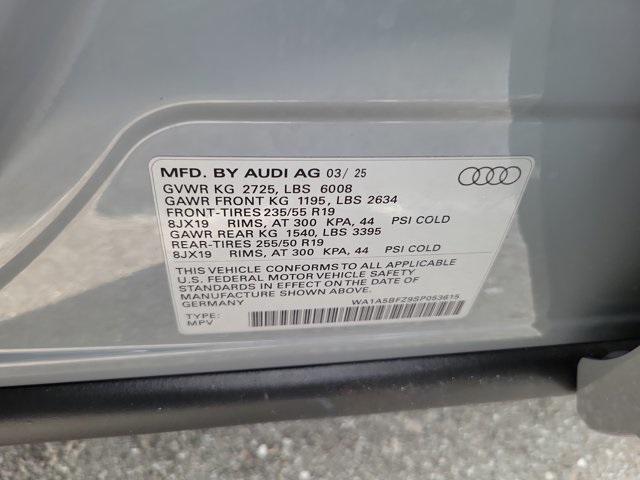 MFD. BY AUDI AG 03/ 25
GVWR KG 2725, LBS 6008
GAWR FRONT KG 1195, LBS 2634
FRONT-TIRES 235/55 R19
8JX19 RIMS, AT 300 KPA, 44 PSI COLD
GAWR REAR KG 1540, LBS 3395
REAR-TIRES 255/50 R19
8JX19 RIMS, AT 300 KPA, 44 PSI COLD
THIS VEHICLE CONFORMS TO ALL APPLICABLE
U.S. FEDERAL MOTOR VEHICLE SAFETY
STANDARDS IN EFFECT ON THE DATE OF
MANUFACTURE SHOWN ABOVE.
GERMANY
WA1A5BFZ9SP053615
TYPE:
MPV